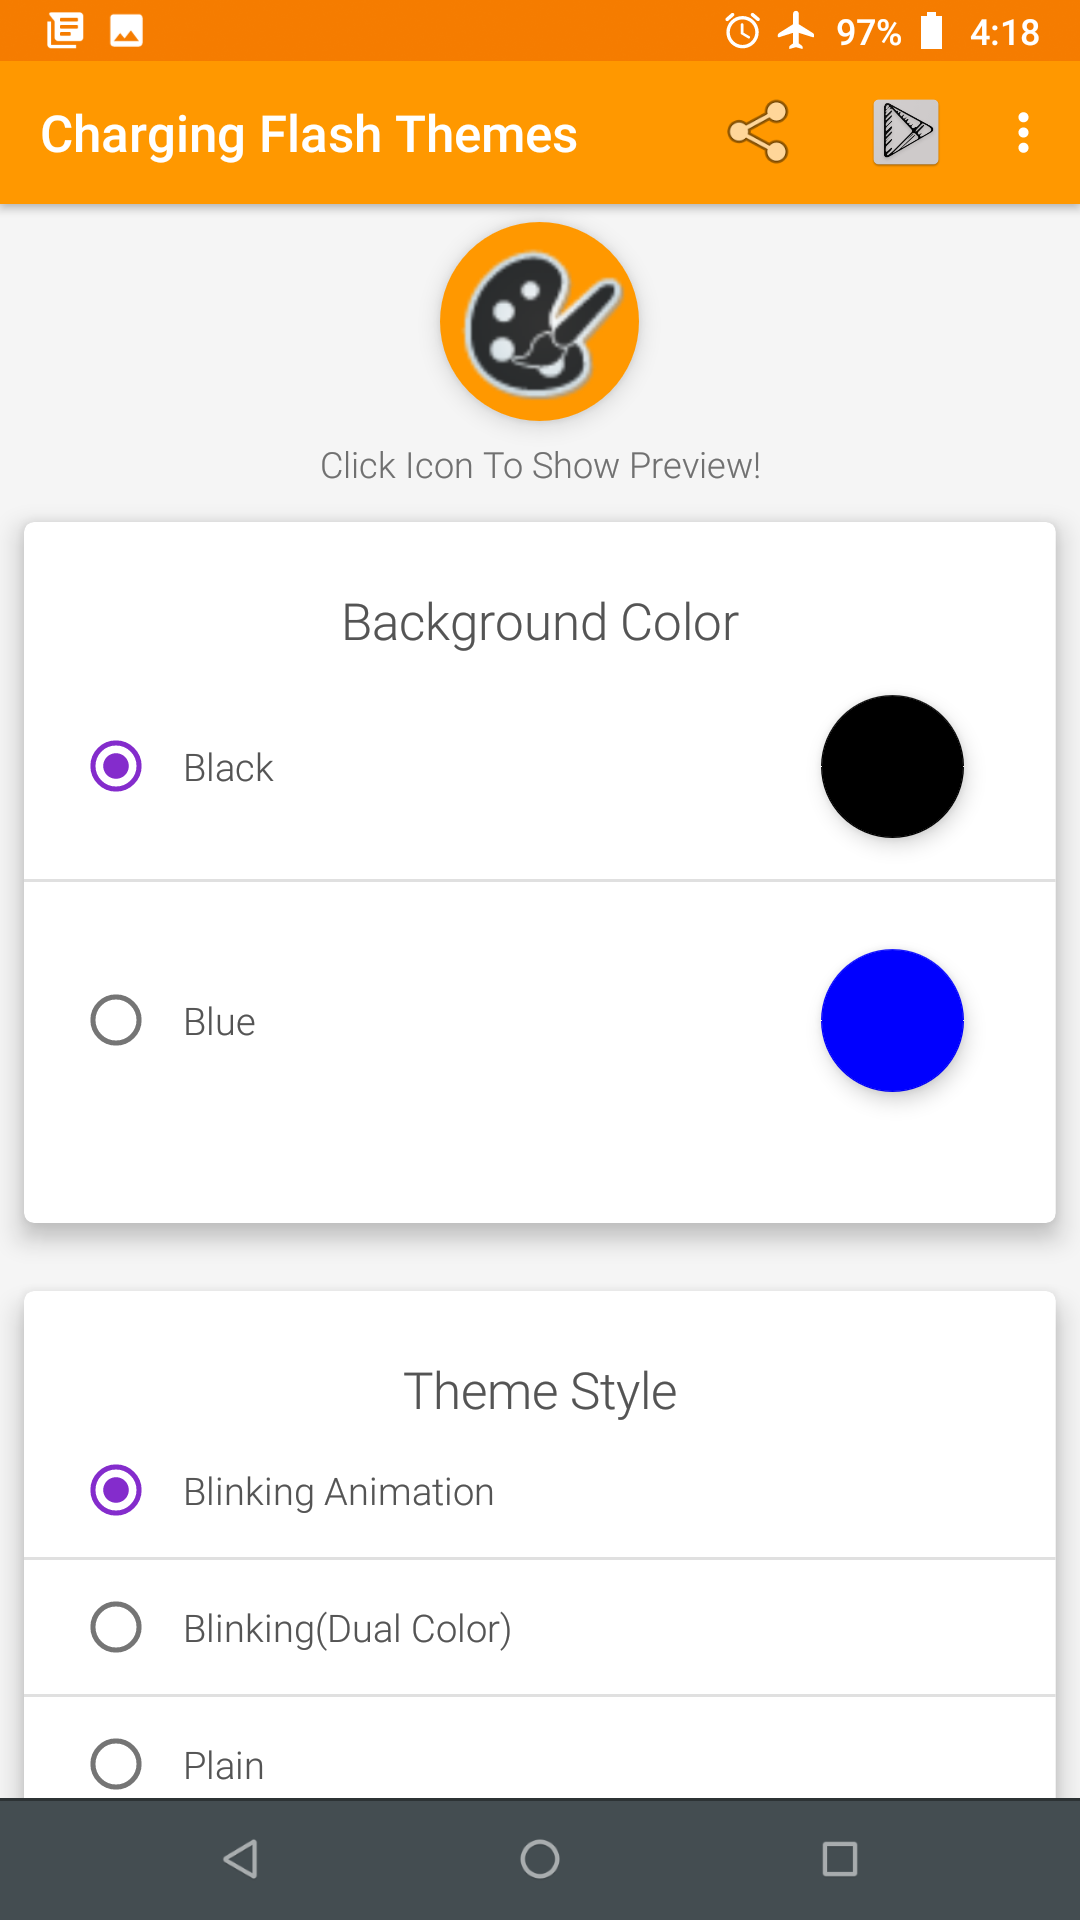 97% 4:18
Charging Flash Themes
Click Icon To Show Preview!
Background Color
Black
Blue
Theme Style
Blinking Animation
Blinking(Dual Color)
Plain